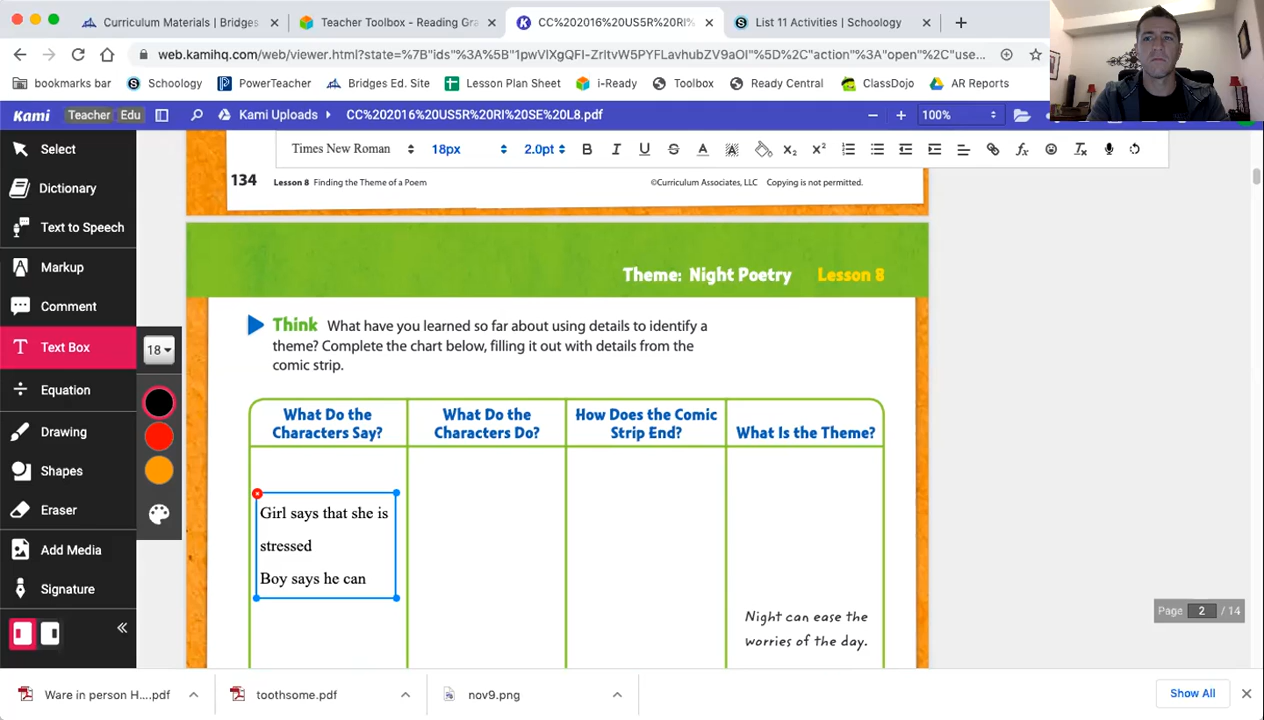 Curriculum Materials | Bridges
Teacher Toolbox - Reading Gra
CC%202016%20US5R%20RI%
List 11 Activities | Schoology
web.kamihq.com/web/viewer.html?state=%7B"ids"%3A%5B"1pwVIXgQFI-ZrltvW5PYFLavhubZV9aOI"%5D%2C"action"%3A"open"%2C"use...
bookmarks bar
Schoology
PowerTeacher
Bridges Ed. Site
Lesson Plan Sheet
i-Ready
Toolbox
Ready Central
ClassDojo
AR Reports
Kami
Teacher
Edu
Kami Uploads
CC%202016%20US5R%20RI%20SE%20L8.pdf
100%
Select
Dictionary
Text to Speech
Markup
Comment
Text Box
Equation
Drawing
Shapes
Eraser
Add Media
Signature
18
Times New Roman
18px
2.0pt
134 Lesson 8 Finding the Theme of a Poem
©Curriculum Associates, LLC Copying is not permitted.
Theme: Night Poetry Lesson 8
Think What have you learned so far about using details to identify a
theme? Complete the chart below, filling it out with details from the
comic strip.
What Do the
Characters Say?
What Do the
Characters Do?
How Does the Comic
Strip End?
What Is the Theme?
Girl says that she is
stressed
Boy says he can
Night can ease the
worries of the day.
Page 2 / 14
Ware in person H....pdf
toothsome.pdf
nov9.png
Show All